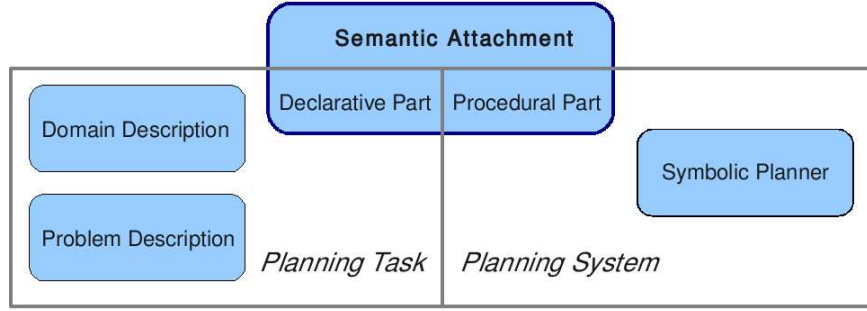 Semantic Attachment
Declarative Part
Procedural Part
Domain Description
Symbolic Planner
Problem Description
Planning Task
Planning System